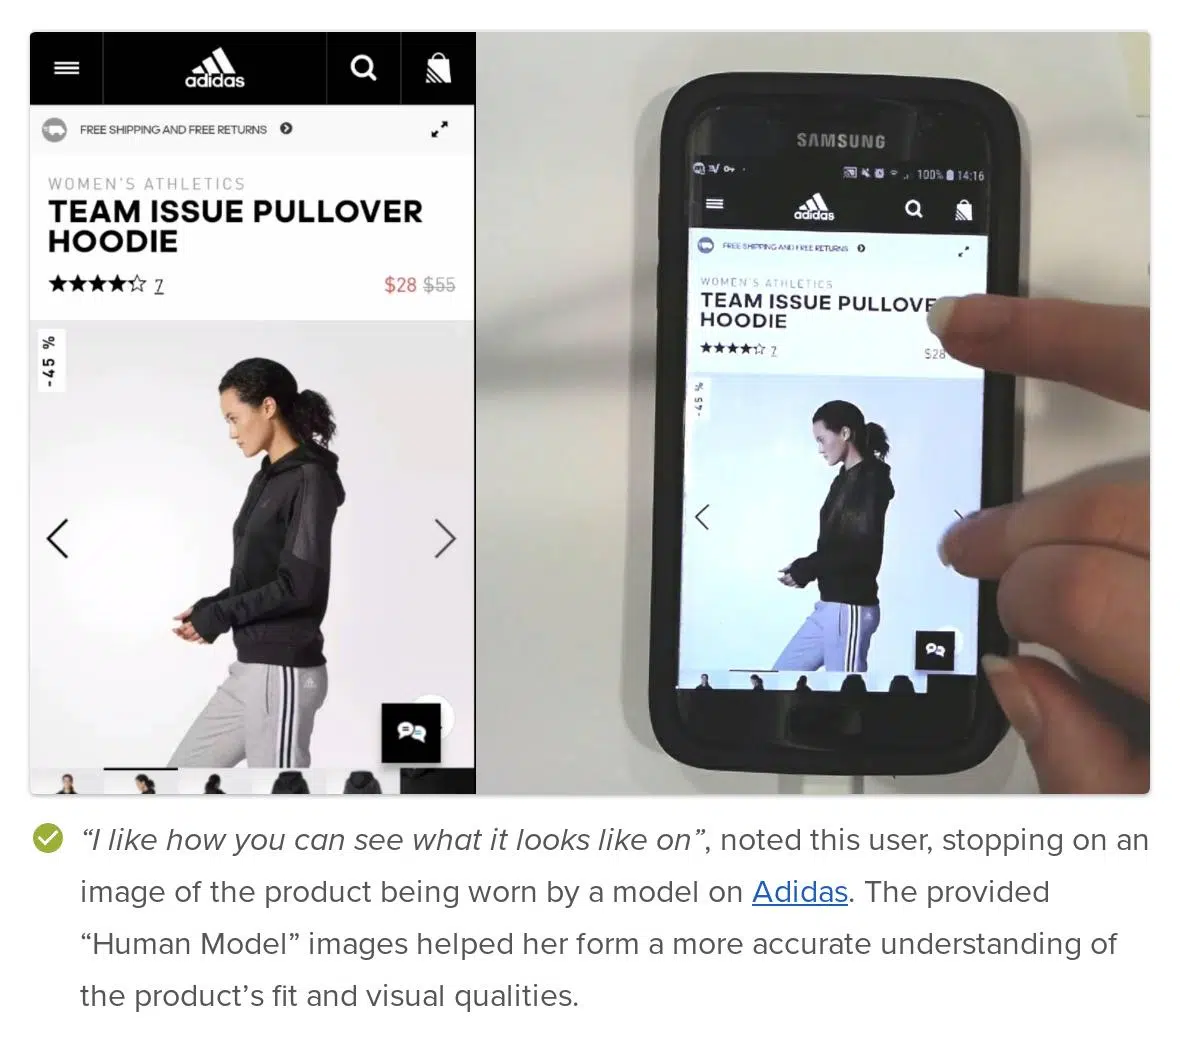 adidas
FREE SHIPPING AND FREE RETURNS
WOMEN'S ATHLETICS
TEAM ISSUE PULLOVER
HOODIE
7
$28 $55
-45 %
SAMSUNG
100% 14:16
adidas
FREE SHIPPING AND FREE RETURNS
WOMEN'S ATHLETICS
TEAM ISSUE PULLOVE
HOODIE
7
$28
-45 %
“I like how you can see what it looks like on”, noted this user, stopping on an
image of the product being worn by a model on Adidas. The provided
“Human Model” images helped her form a more accurate understanding of
the product’s fit and visual qualities.